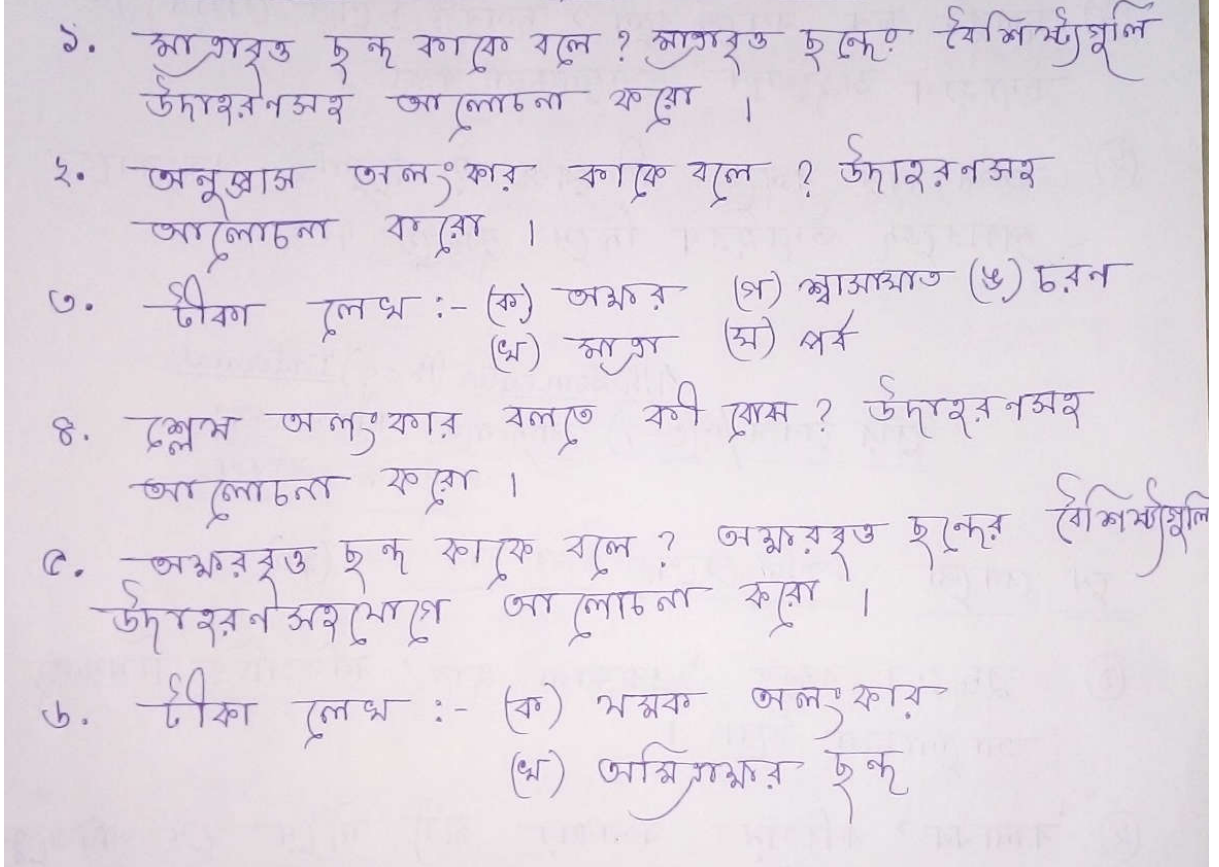 ১. মাত্রাবৃত্ত ছন্দ কাকে বলে ? মাত্রাবৃত্ত ছন্দের বৈশিষ্ট্যগুলি
উদাহরনসহ আলোচনা করো ।
২. অনুপ্রাস অলংকার কাকে বলে ? উদাহরনসহ
আলোচনা করো ।
৩. টীকা লেখ :- (ক) অক্ষর (গ) শ্বাসাঘাত (ঙ) চরন
(খ) মাত্রা (ঘ) পর্ব
৪. শ্লেষ অলংকার বলতে কী বোঝ ? উদাহরনসহ
আলোচনা করো ।
৫. অক্ষরবৃত্ত ছন্দ কাকে বলে ? অক্ষরবৃত্ত ছন্দের বৈশিষ্ট্যগুলি
উদাহরনসহযোগে আলোচনা করো ।
৬. টীকা লেখ :- (ক) যমক অলংকার
(খ) অমিত্রাক্ষর ছন্দ